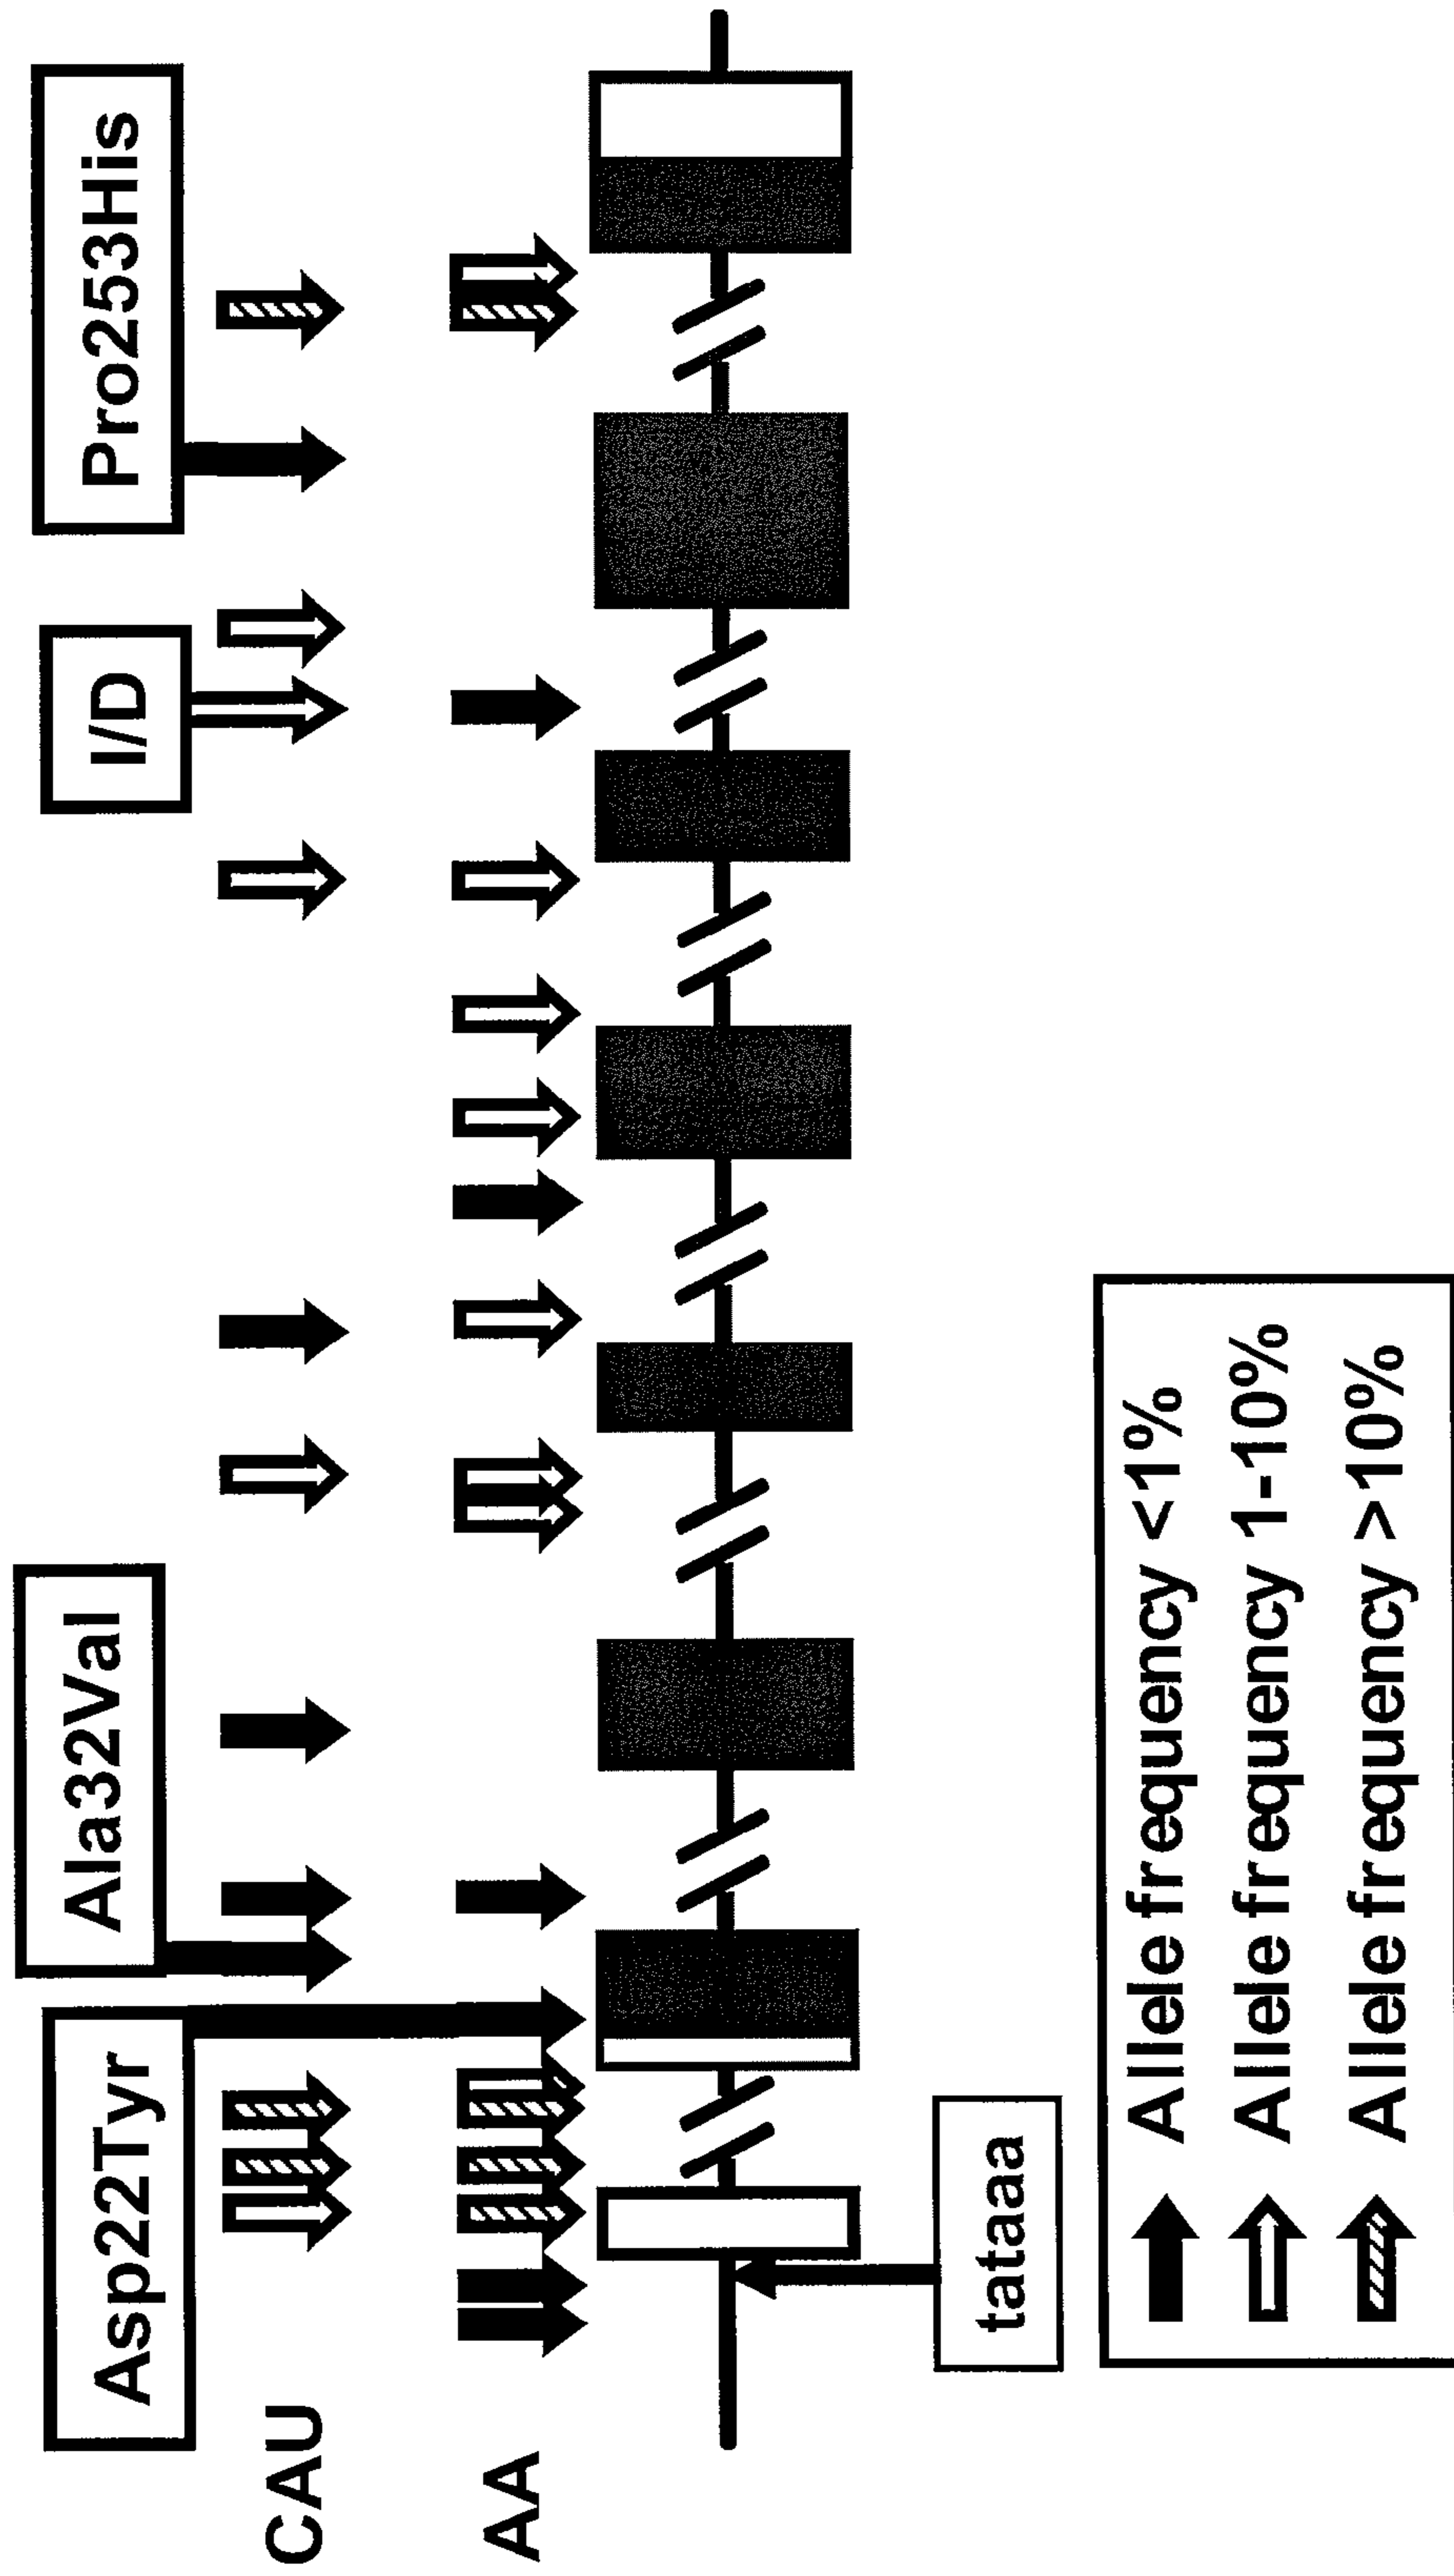 Asp22Tyr
Ala32Val
I/D
Pro253His
CAU
AA
tataaa
Allele frequency <1%
Allele frequency 1-10%
Allele frequency >10%